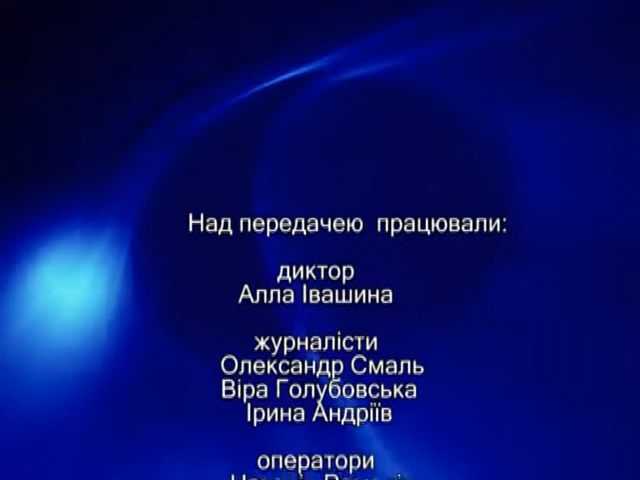 Над передачею працювали:
диктор
Алла Івашина
журналісти
Олександр Смаль
Віра Голубовська
Ірина Андріїв
оператори